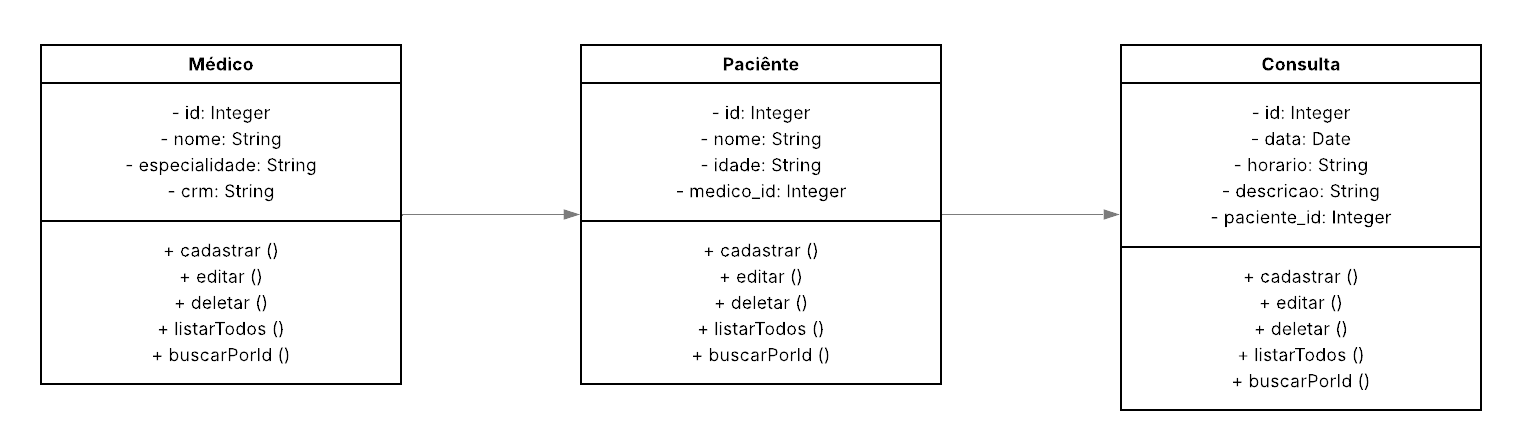 Médico
- id: Integer
- nome: String
- especialidade: String
- crm: String
+ cadastrar ()
+ editar ()
+ deletar ()
+ listarTodos ()
+ buscarPorId ()
Paciênte
- id: Integer
- nome: String
- idade: String
- medico_id: Integer
+ cadastrar ()
+ editar ()
+ deletar ()
+ listarTodos ()
+ buscarPorId ()
Consulta
- id: Integer
- data: Date
- horario: String
- descricao: String
- paciente_id: Integer
+ cadastrar ()
+ editar ()
+ deletar ()
+ listarTodos ()
+ buscarPorId ()